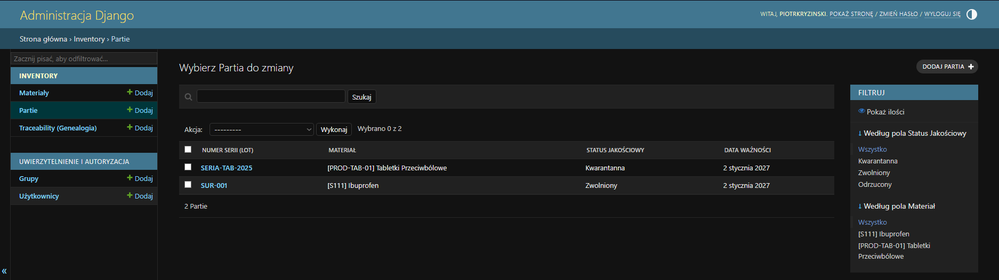 Administracja Django
WITAJ, PIOTRKRYZINSKI. POKAŻ STRONĘ / ZMIEŃ HASŁO / WYLOGUJ SIĘ
Strona główna › Inventory › Partie
Zacznij pisać, aby odfiltrować...
INVENTORY
Materiały + Dodaj
Partie + Dodaj
Traceability (Genealogia) + Dodaj
UWIERZYTELNIENIE I AUTORYZACJA
Grupy + Dodaj
Użytkownicy + Dodaj
«
Wybierz Partia do zmiany
DODAJ PARTIA +
Szukaj
Akcja: --------- Wykonaj Wybrano 0 z 2
NUMER SERII (LOT) MATERIAŁ STATUS JAKOŚCIOWY DATA WAŻNOŚCI
SERIA-TAB-2025 [PROD-TAB-01] Tabletki Przeciwbólowe Kwarantanna 2 stycznia 2027
SUR-001 [S111] Ibuprofen Zwolniony 2 stycznia 2027
2 Partie
FILTRUJ
Pokaż ilości
↓ Według pola Status Jakościowy
Wszystko
Kwarantanna
Zwolniony
Odrzucony
↓ Według pola Materiał
Wszystko
[S111] Ibuprofen
[PROD-TAB-01] Tabletki
Przeciwbólowe